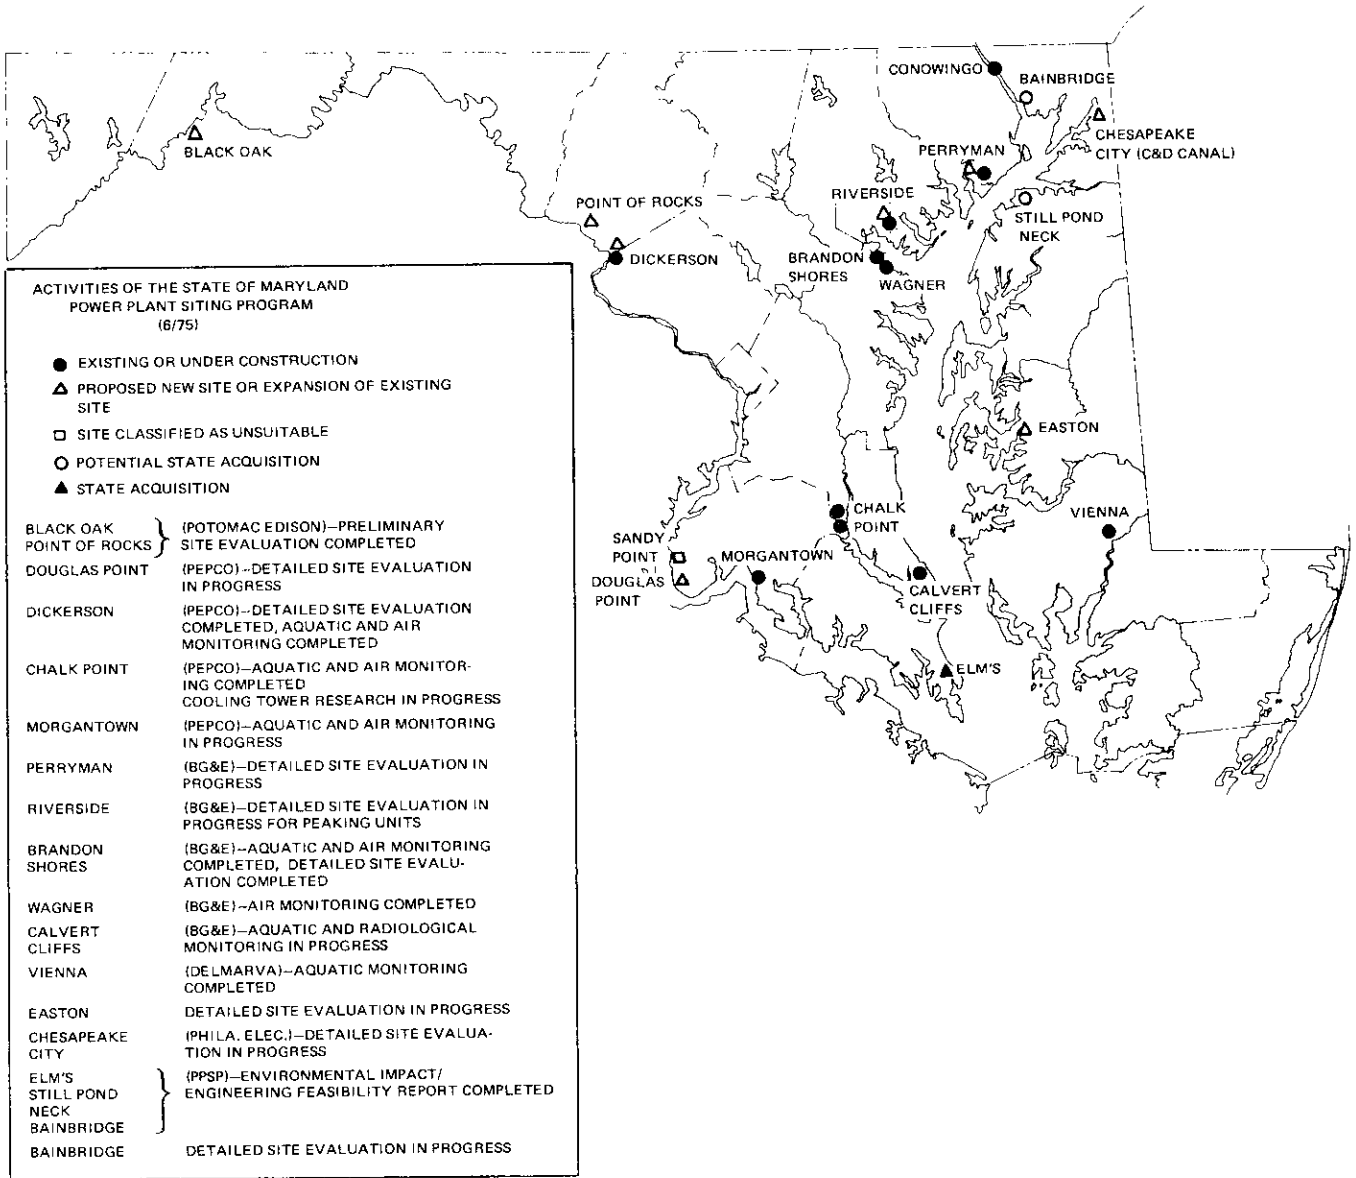 CONOWINGO
BAINBRIDGE
BLACK OAK
CHESAPEAKE
CITY (C&D CANAL)
PERRYMAN
RIVERSIDE
POINT OF ROCKS
STILL POND
NECK
DICKERSON
BRANDON
SHORES
WAGNER
EASTON
CHALK
POINT
VIENNA
SANDY
POINT
MORGANTOWN
DOUGLAS
POINT
CALVERT
CLIFFS
ELM'S
ACTIVITIES OF THE STATE OF MARYLAND
POWER PLANT SITING PROGRAM
(6/75)
EXISTING OR UNDER CONSTRUCTION
PROPOSED NEW SITE OR EXPANSION OF EXISTING
SITE
SITE CLASSIFIED AS UNSUITABLE
POTENTIAL STATE ACQUISITION
STATE ACQUISITION
BLACK OAK (POTOMAC EDISON)–PRELIMINARY
POINT OF ROCKS SITE EVALUATION COMPLETED
DOUGLAS POINT (PEPCO)–DETAILED SITE EVALUATION
IN PROGRESS
DICKERSON (PEPCO)–DETAILED SITE EVALUATION
COMPLETED, AQUATIC AND AIR
MONITORING COMPLETED
CHALK POINT (PEPCO)–AQUATIC AND AIR MONITOR-
ING COMPLETED
COOLING TOWER RESEARCH IN PROGRESS
MORGANTOWN (PEPCO)–AQUATIC AND AIR MONITORING
IN PROGRESS
PERRYMAN (BG&E)–DETAILED SITE EVALUATION IN
PROGRESS
RIVERSIDE (BG&E)–DETAILED SITE EVALUATION IN
PROGRESS FOR PEAKING UNITS
BRANDON (BG&E)–AQUATIC AND AIR MONITORING
SHORES COMPLETED, DETAILED SITE EVALU-
ATION COMPLETED
WAGNER (BG&E)–AIR MONITORING COMPLETED
CALVERT (BG&E)–AQUATIC AND RADIOLOGICAL
CLIFFS MONITORING IN PROGRESS
VIENNA (DELMARVA)–AQUATIC MONITORING
COMPLETED
EASTON DETAILED SITE EVALUATION IN PROGRESS
CHESAPEAKE (PHILA. ELEC.)–DETAILED SITE EVALUA-
CITY TION IN PROGRESS
ELM'S (PPSP)–ENVIRONMENTAL IMPACT/
STILL POND ENGINEERING FEASIBILITY REPORT COMPLETED
NECK
BAINBRIDGE
BAINBRIDGE DETAILED SITE EVALUATION IN PROGRESS